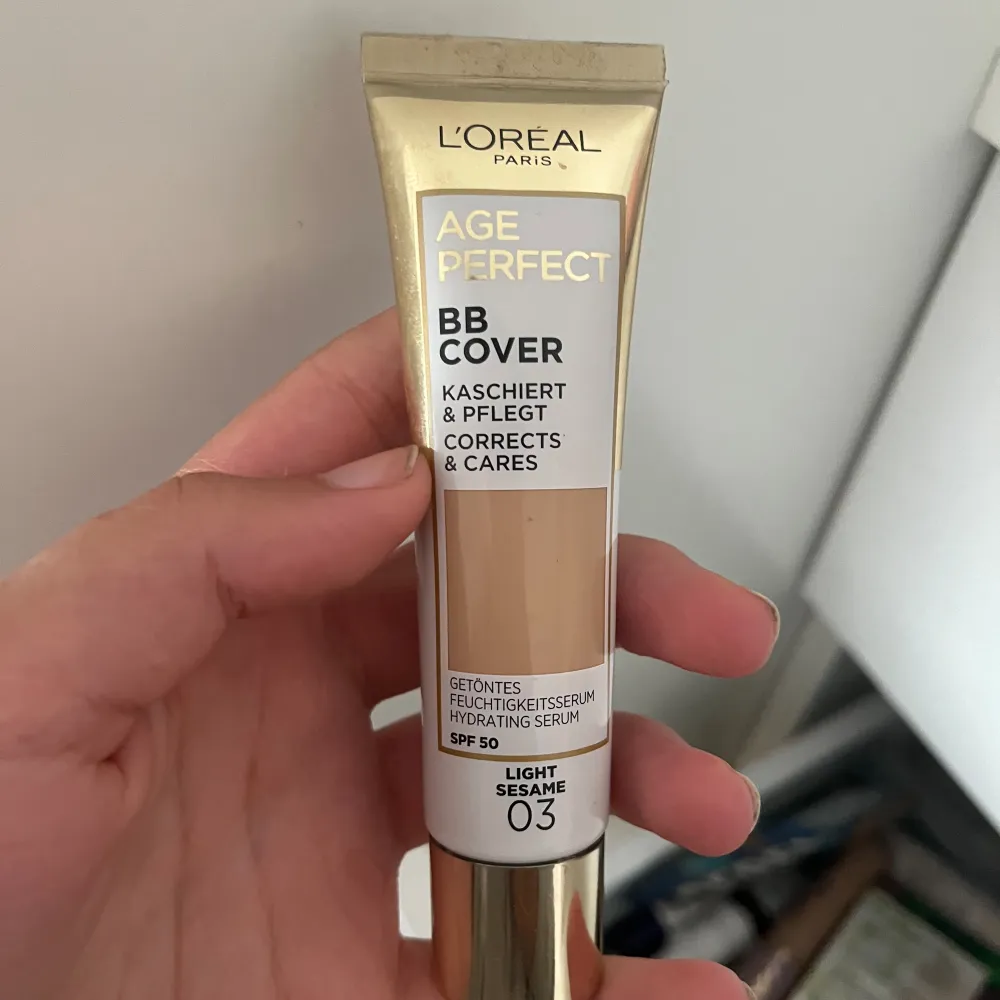 L'ORÉAL
PARiS
AGE
PERFECT
BB
COVER
KASCHIERT
& PFLEGT
CORRECTS
& CARES
GETÖNTES
FEUCHTIGKEITSSERUM
HYDRATING SERUM
SPF 50
LIGHT
SESAME
03